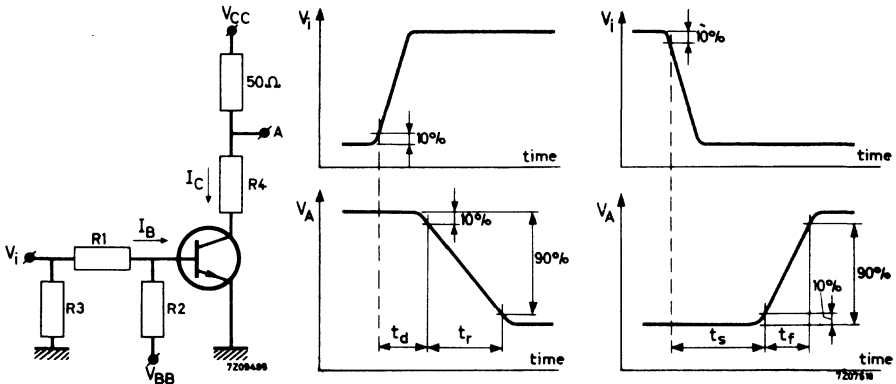 VCC
50Ω
A
IC
R4
IB
R1
Vi
R3
R2
VBB
7Z09489
Vi
10%
time
VA
10%
90%
td
tr
time
Vi
10%
time
VA
90%
10%
ts
tf
time